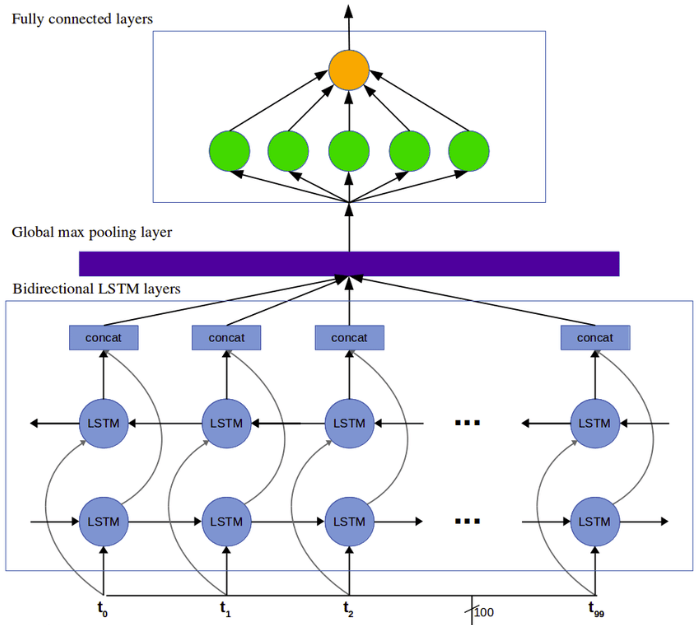 Fully connected layers
Global max pooling layer
Bidirectional LSTM layers
concat concat concat concat
LSTM LSTM LSTM ... LSTM
LSTM LSTM LSTM ... LSTM
t0 t1 t2 100 t99